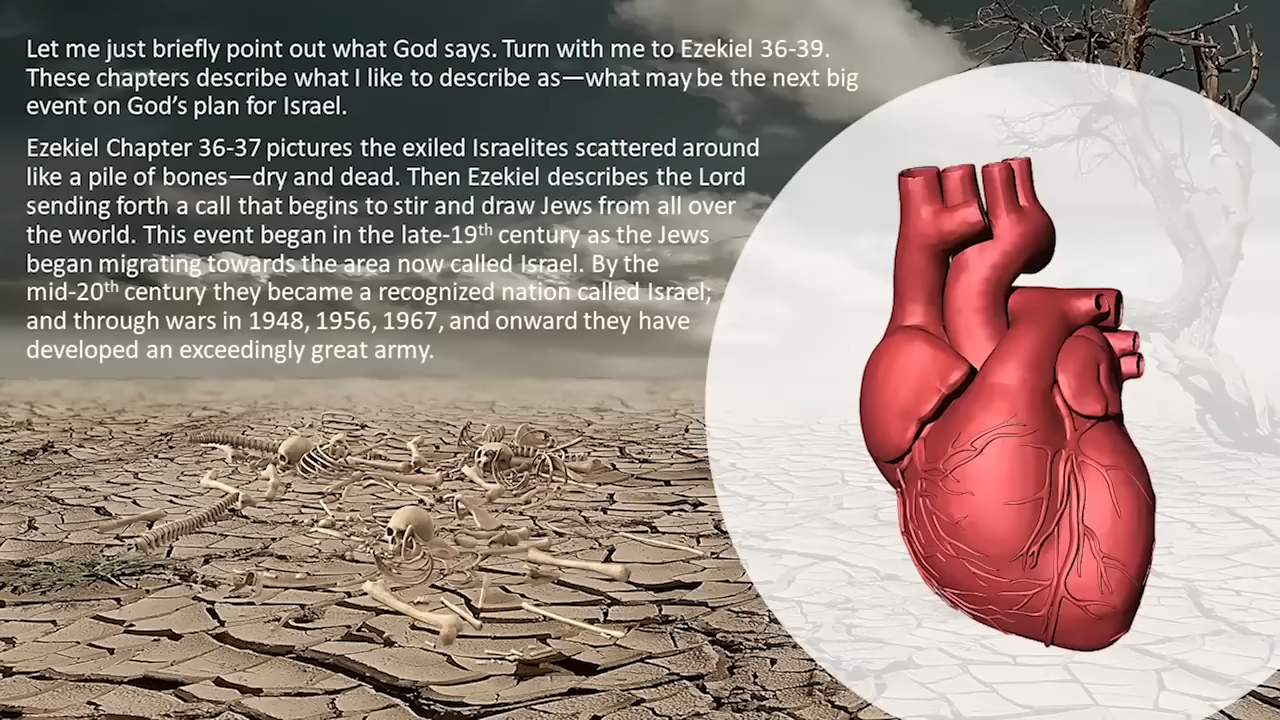 Let me just briefly point out what God says. Turn with me to Ezekiel 36-39.
These chapters describe what I like to describe as—what may be the next big
event on God’s plan for Israel.
Ezekiel Chapter 36-37 pictures the exiled Israelites scattered around
like a pile of bones—dry and dead. Then Ezekiel describes the Lord
sending forth a call that begins to stir and draw Jews from all over
the world. This event began in the late-19th century as the Jews
began migrating towards the area now called Israel. By the
mid-20th century they became a recognized nation called Israel;
and through wars in 1948, 1956, 1967, and onward they have
developed an exceedingly great army.